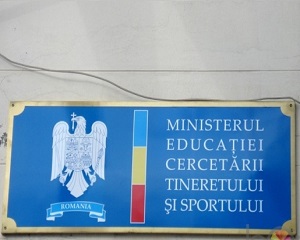 MINISTERUL
EDUCAŢIEI
CERCETĂRII
TINERETULUI
ŞI SPORTULUI
ROMANIA